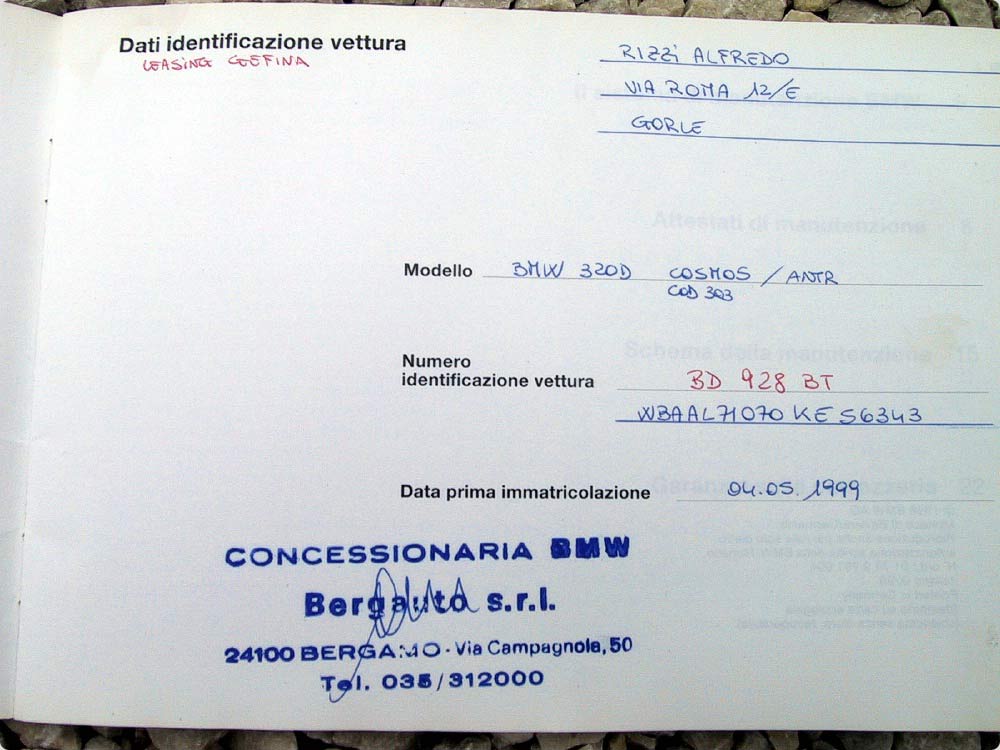 Dati identificazione vettura
LEASING GEFINA
RIZZI ALFREDO
VIA ROMA 12/E
GORLE
Attestati di manutenzione 8
Modello BMW 320D COSMOS / ANTR
COD 303
Schema della manutenzione 15
Numero
identificazione vettura BD 928 BT
WBAAL71070KES6343
Data prima immatricolazione 04.05.1999
CONCESSIONARIA BMW
Bergauto s.r.l.
24100 BERGAMO - Via Campagnola, 50
Tel. 035/312000